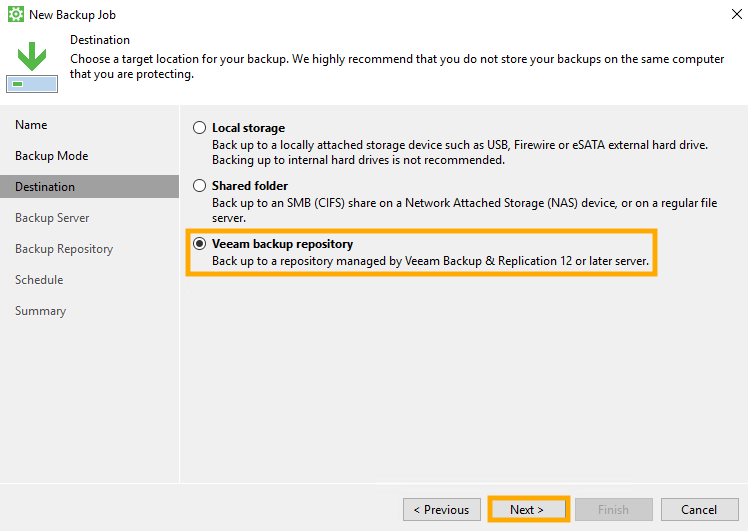 New Backup Job
Destination
Choose a target location for your backup. We highly recommend that you do not store your backups on the same computer
that you are protecting.
Name
Backup Mode
Destination
Backup Server
Backup Repository
Schedule
Summary
Local storage
Back up to a locally attached storage device such as USB, Firewire or eSATA external hard drive.
Backing up to internal hard drives is not recommended.
Shared folder
Back up to an SMB (CIFS) share on a Network Attached Storage (NAS) device, or on a regular file
server.
Veeam backup repository
Back up to a repository managed by Veeam Backup & Replication 12 or later server.
< Previous
Next >
Finish
Cancel